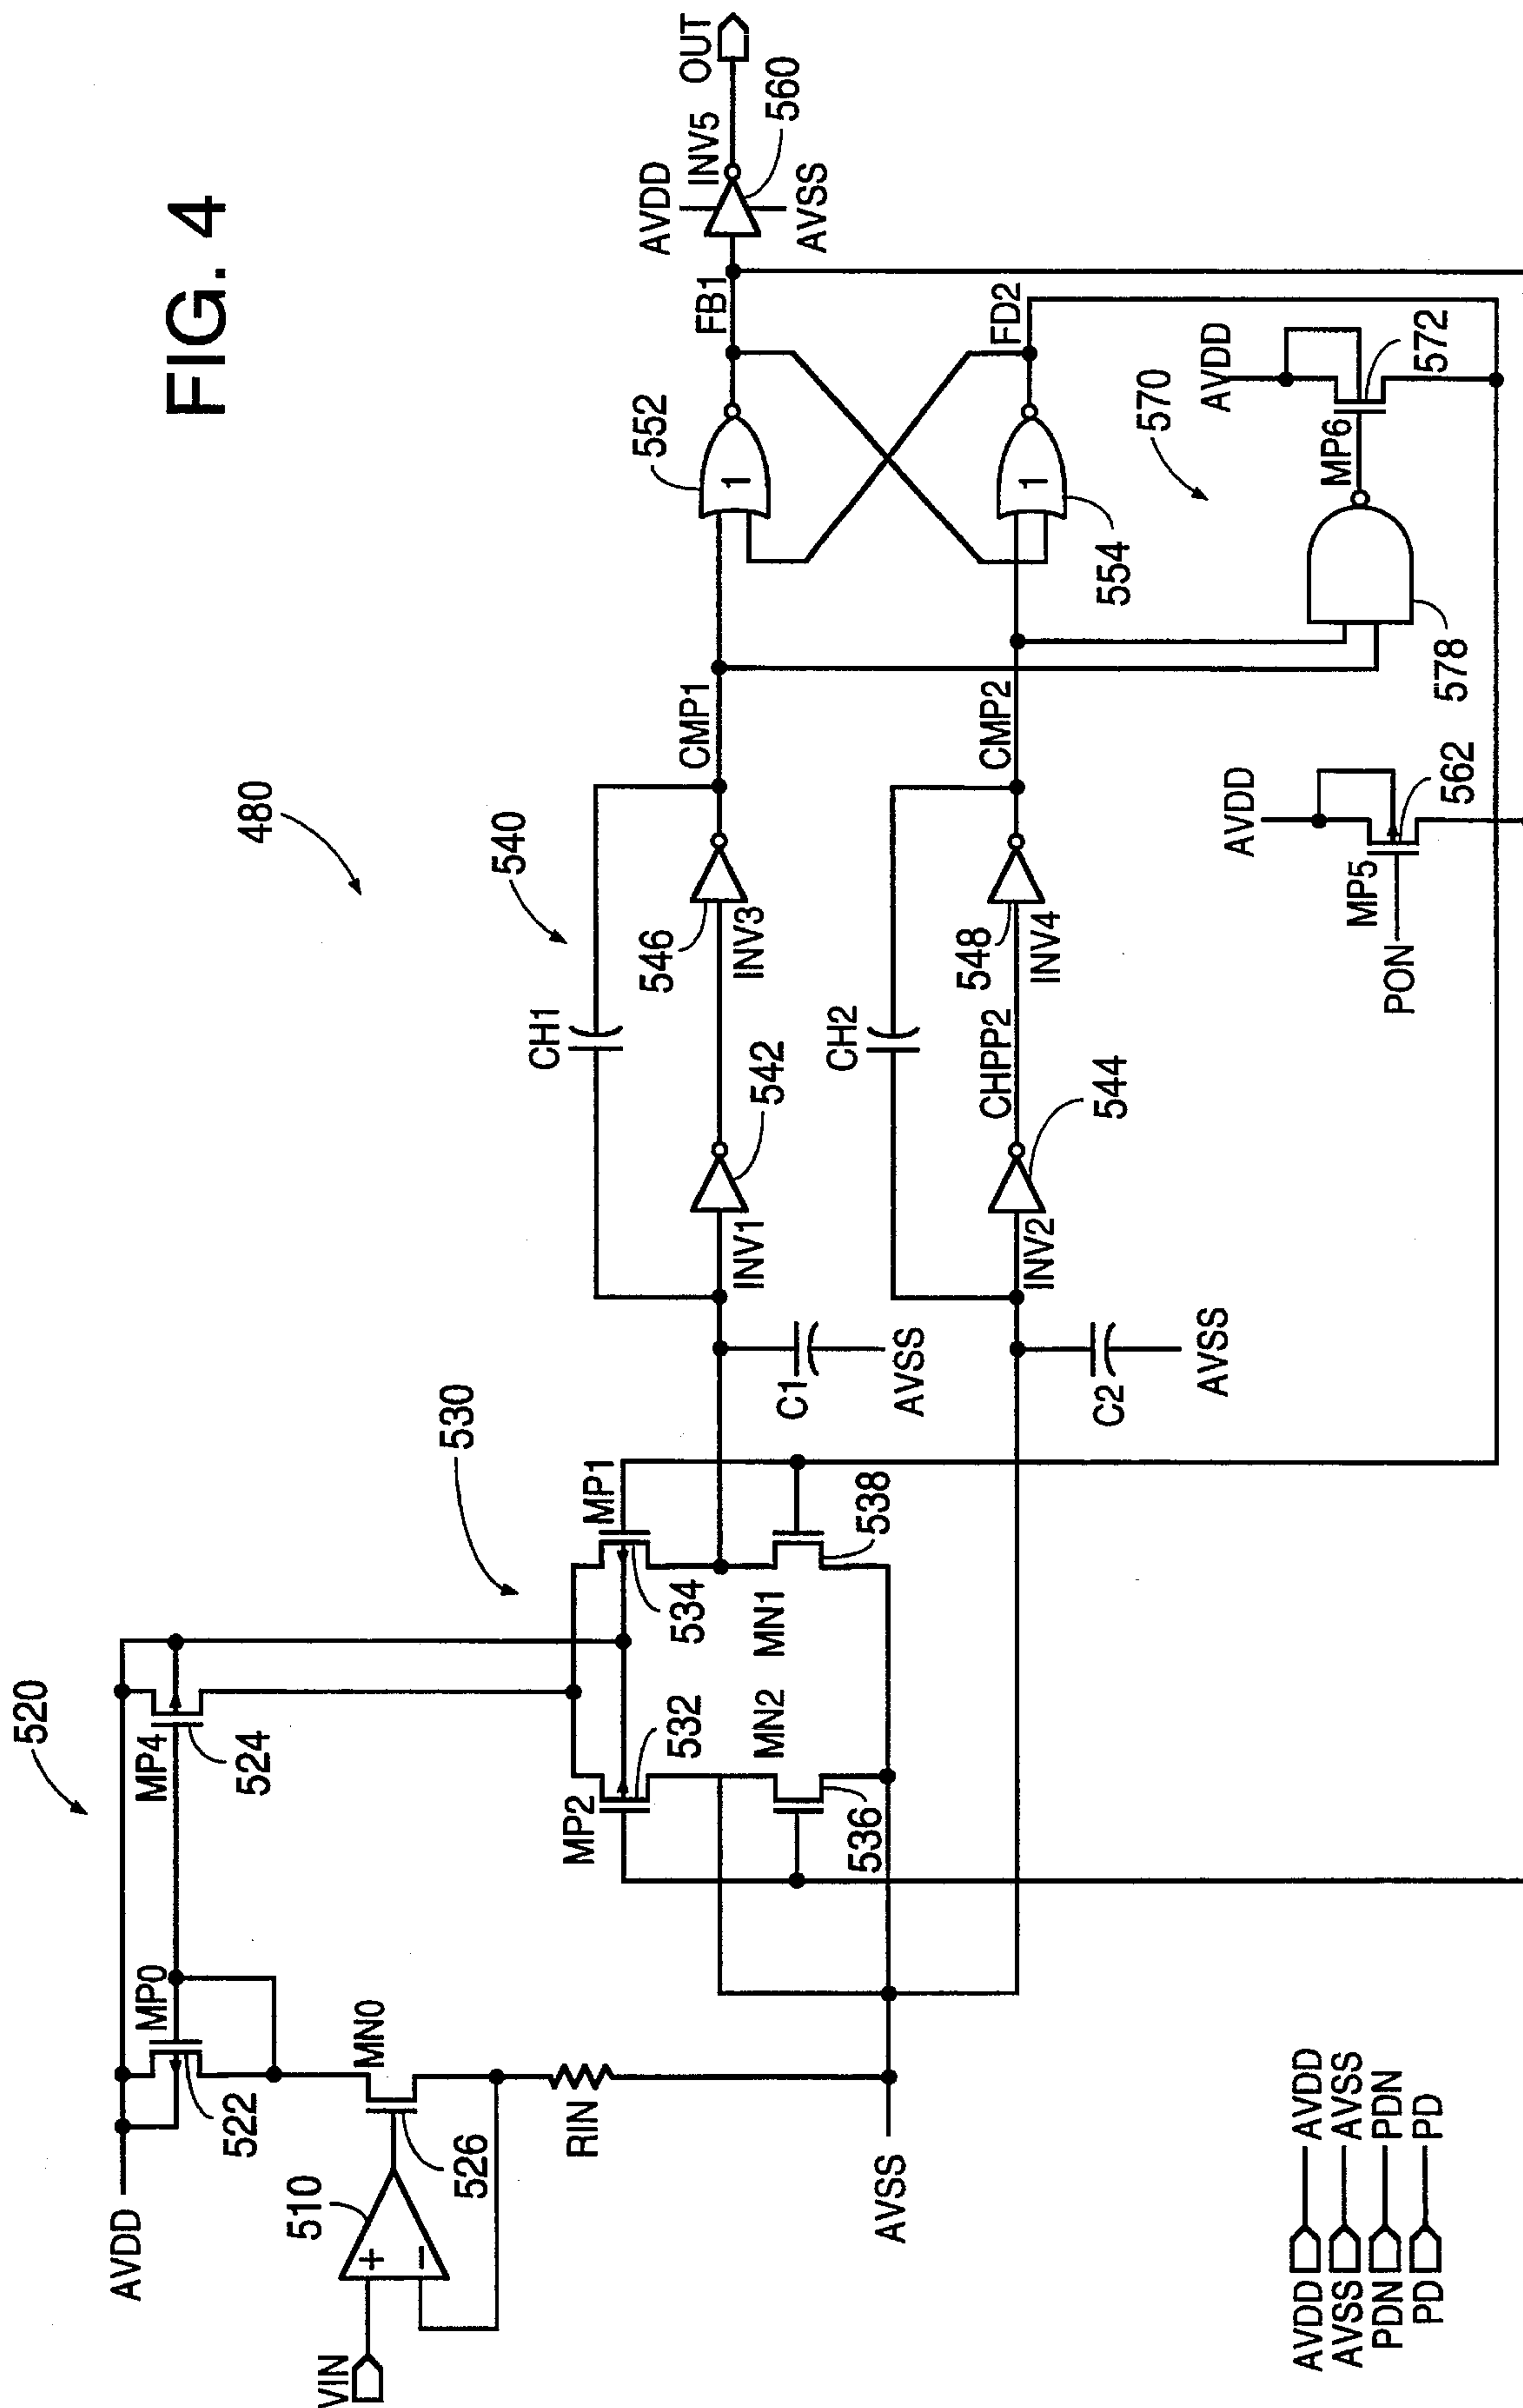 FIG. 4
480
520
AVDD
MP0
522
MP4
524
VIN
510
+
−
MN0
526
RIN
AVSS
530
MP2
532
MP1
534
MN2
536
MN1
538
C1
AVSS
C2
AVSS
540
CH1
INV1
542
546
INV3
CMP1
CH2
INV2
544
CHPP2
548
INV4
CMP2
552
1
FB1
554
1
FD2
AVDD
INV5
AVSS
560
OUT
570
AVDD
MP6
572
578
AVDD
MP5
562
PON
AVDD AVDD
AVSS AVSS
PDN PDN
PD PD